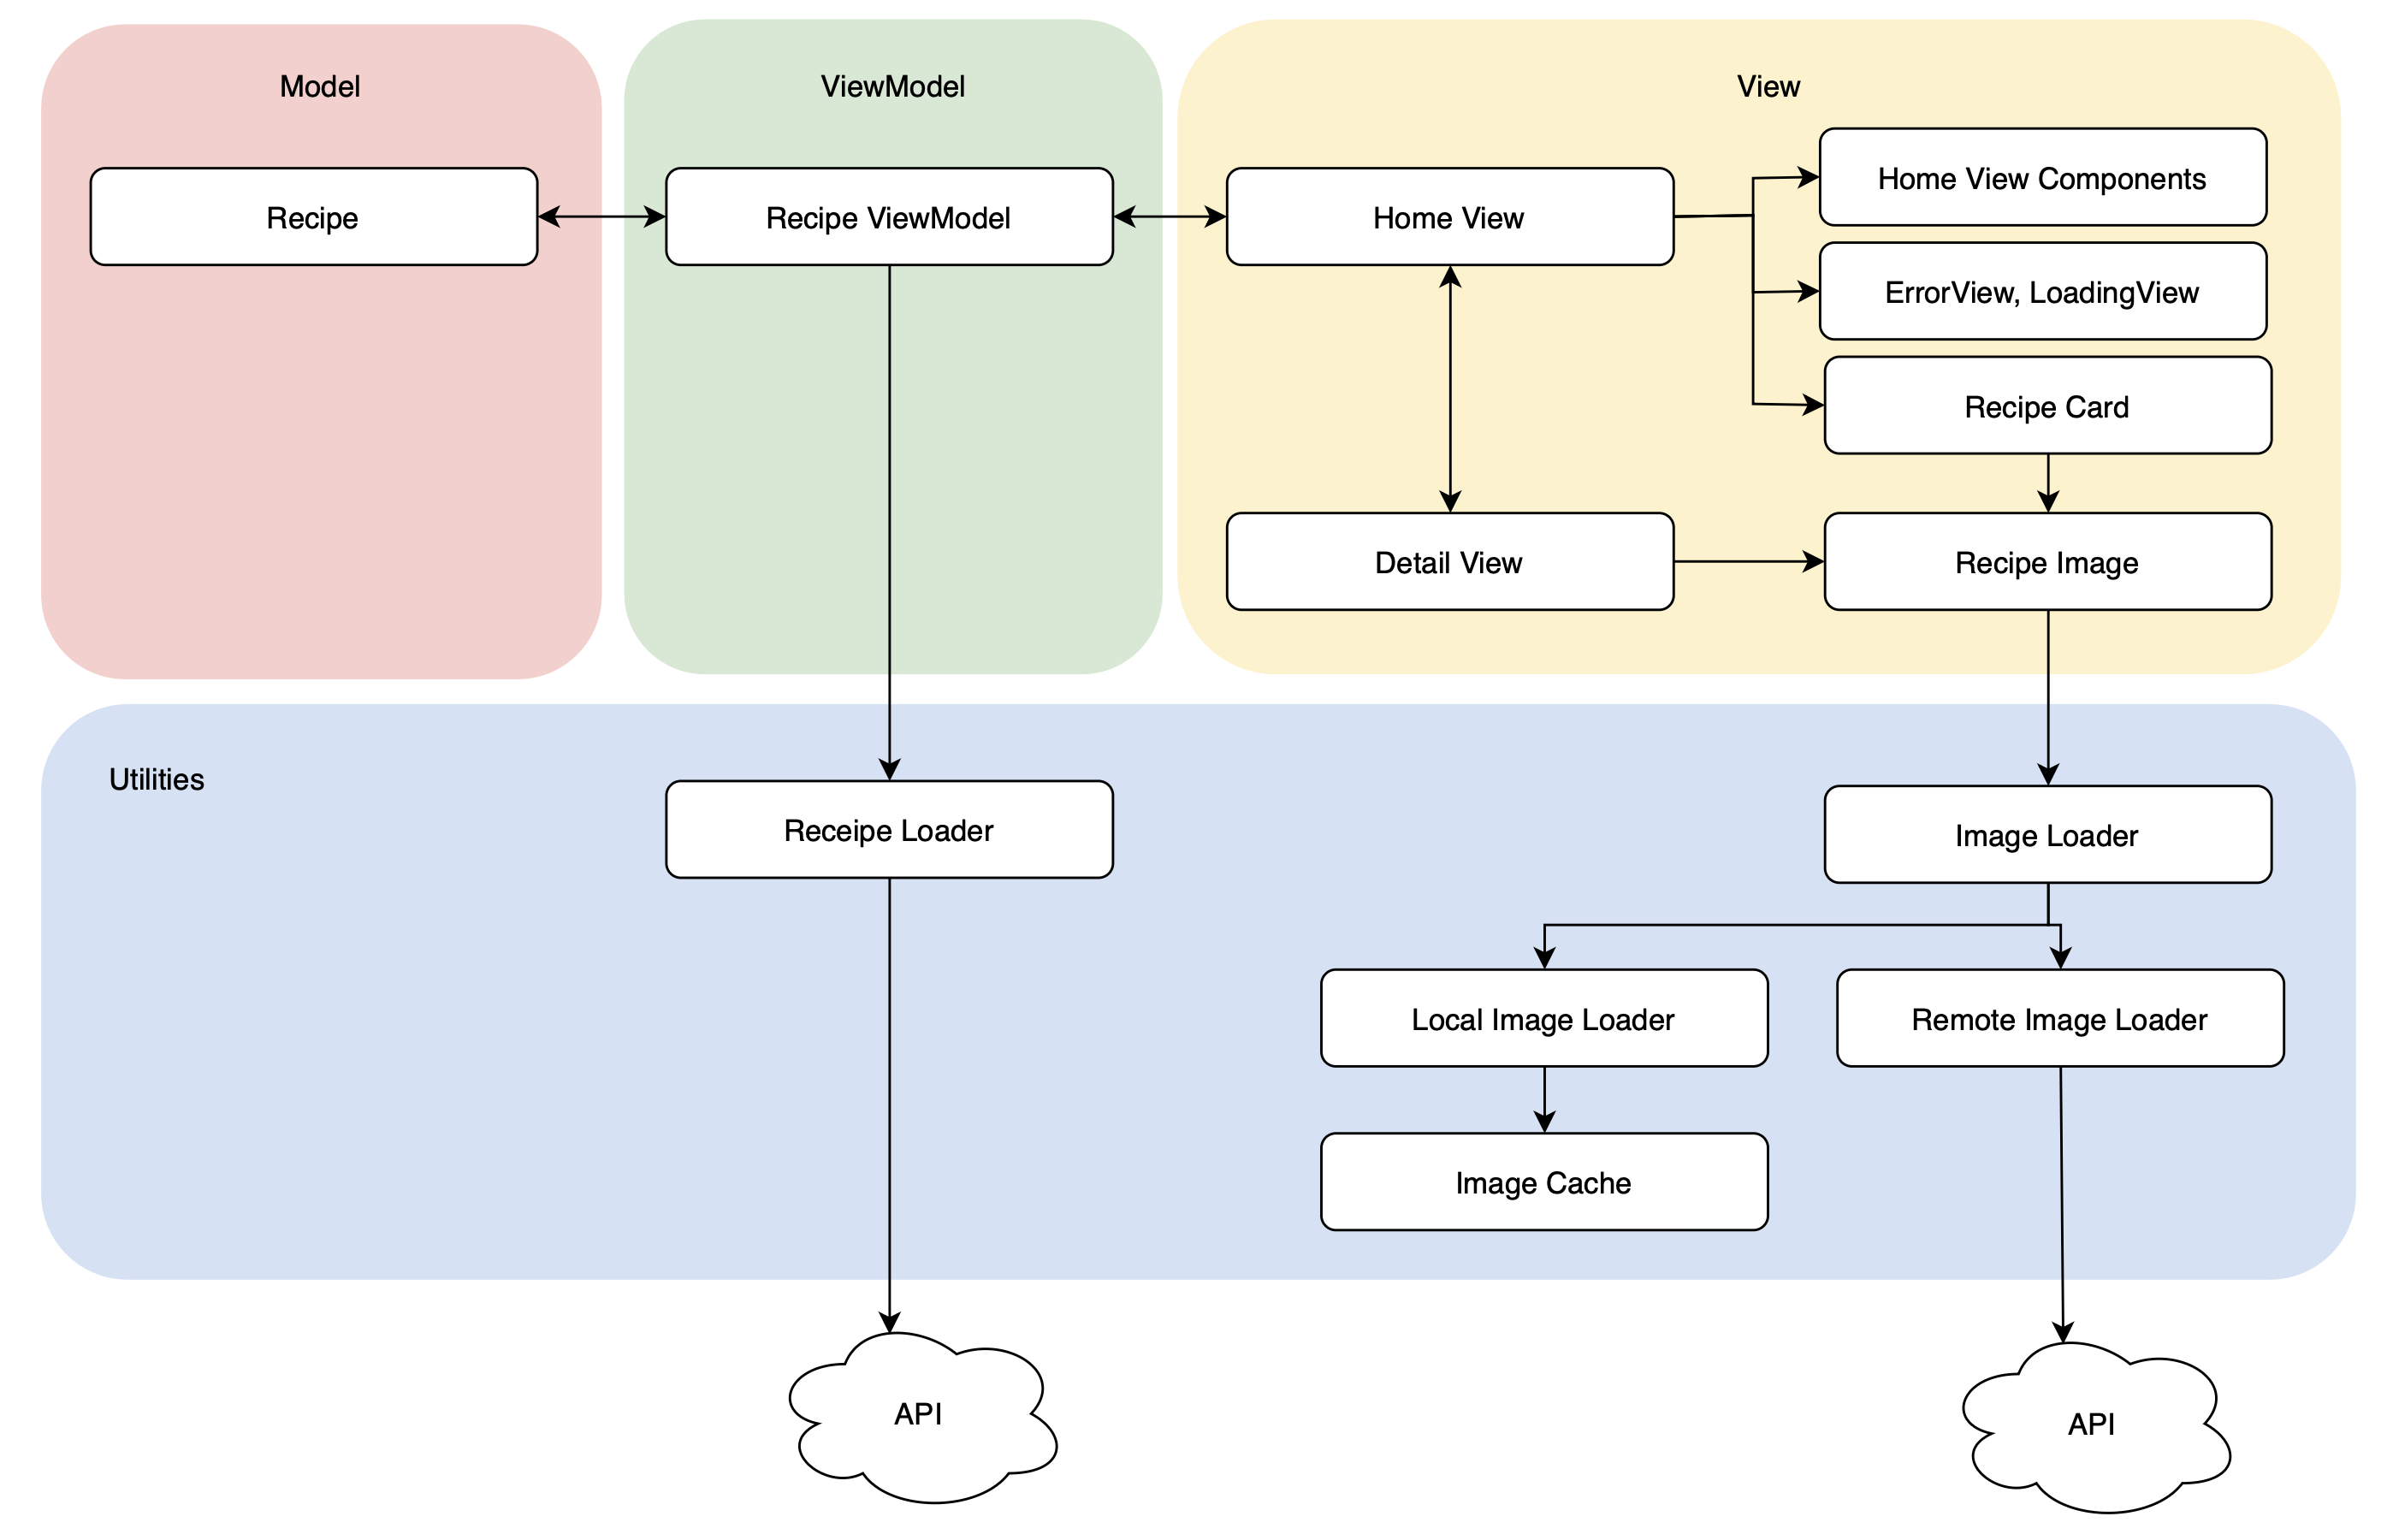 Model
ViewModel
View
Recipe
Recipe ViewModel
Home View
Home View Components
ErrorView, LoadingView
Recipe Card
Detail View
Recipe Image
Utilities
Receipe Loader
Image Loader
Local Image Loader
Remote Image Loader
Image Cache
API
API